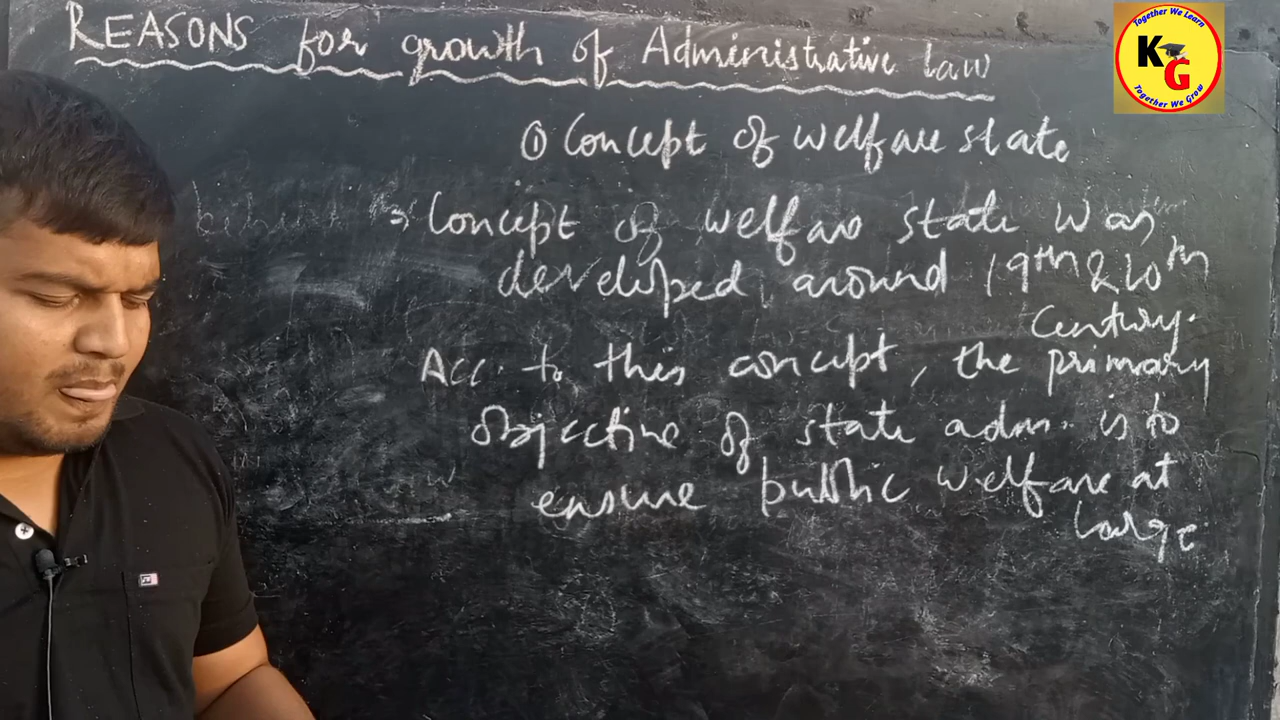 REASONS for growth of Administrative law
Together We Learn
KG
Together We Grow
① Concept of welfare state
→ Concept of welfare state was
developed around 19th & 20th
Century.
Acc. to this concept, the primary
Objective of state adm. is to
ensure public welfare at
large.